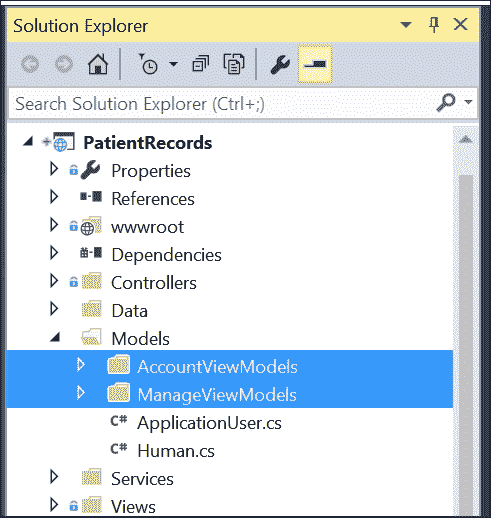 Solution Explorer
Search Solution Explorer (Ctrl+;)
PatientRecords
Properties
References
wwwroot
Dependencies
Controllers
Data
Models
AccountViewModels
ManageViewModels
C# ApplicationUser.cs
C# Human.cs
Services
Views